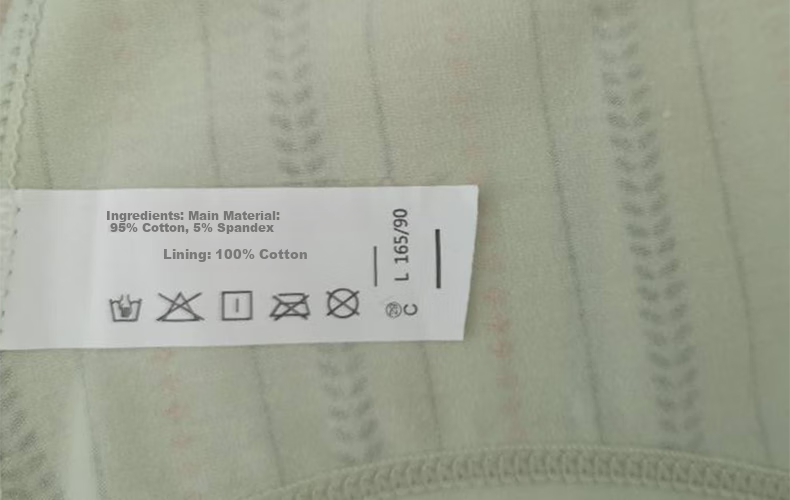 Ingredients: Main Material:
95% Cotton, 5% Spandex
Lining: 100% Cotton
L 165/90
C